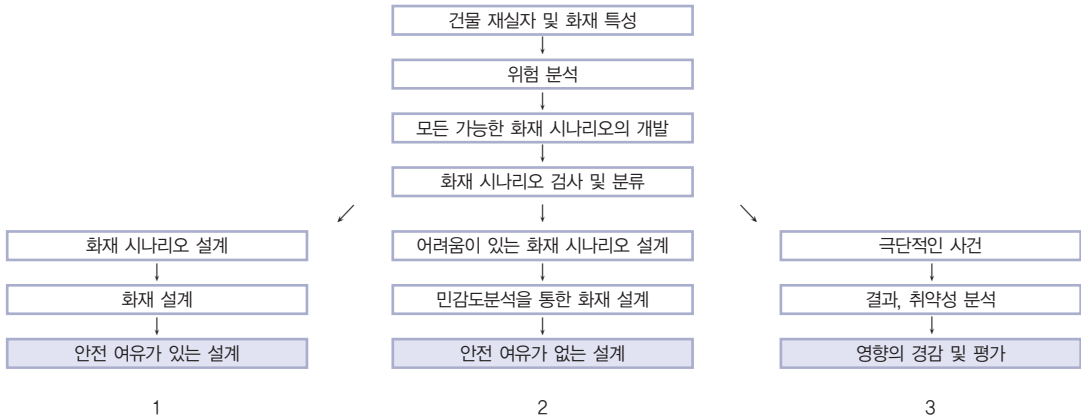 건물 재실자 및 화재 특성
위험 분석
모든 가능한 화재 시나리오의 개발
화재 시나리오 검사 및 분류
화재 시나리오 설계
어려움이 있는 화재 시나리오 설계
극단적인 사건
화재 설계
민감도분석을 통한 화재 설계
결과, 취약성 분석
안전 여유가 있는 설계
안전 여유가 없는 설계
영향의 경감 및 평가
1
2
3